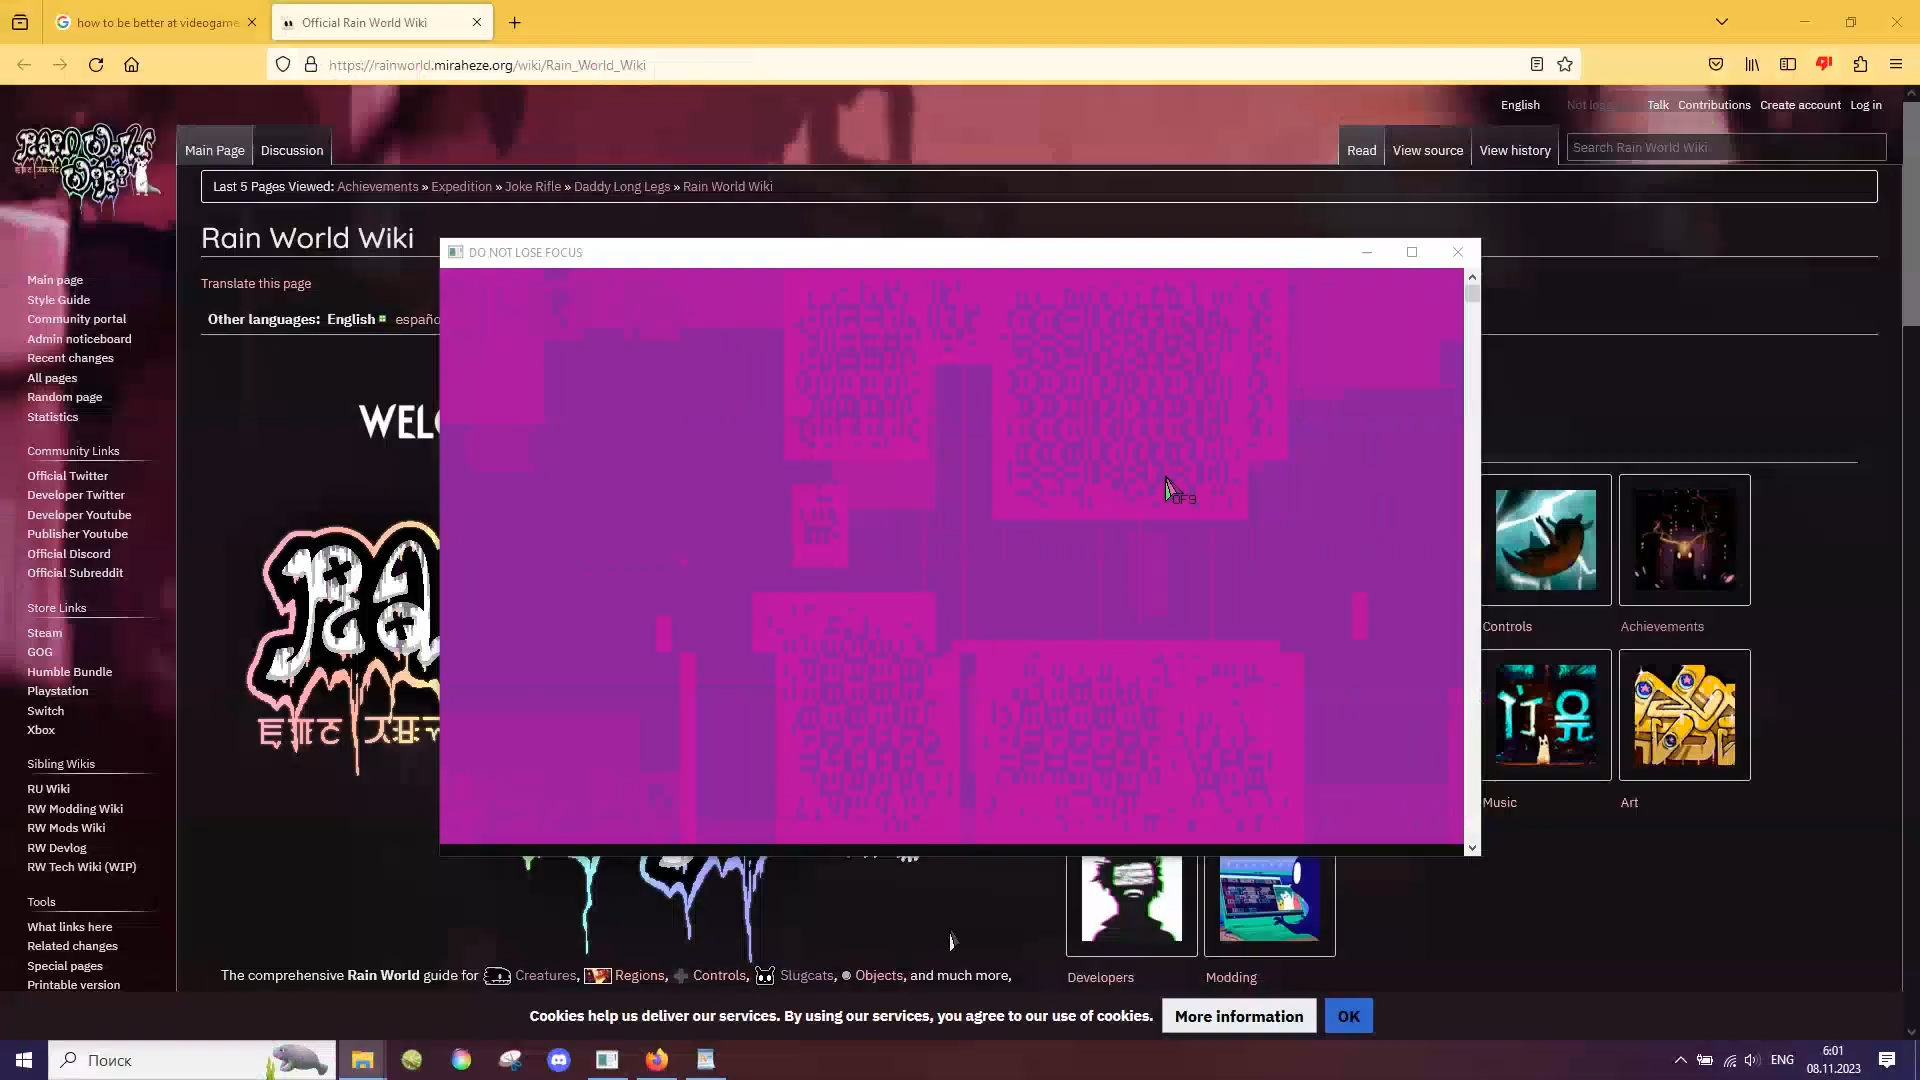 how to be better at videogame
Official Rain World Wiki
https://rainworld.miraheze.org/wiki/Rain_World_Wiki
English
Talk
Contributions
Create account
Log in
Main Page
Discussion
Read
View source
View history
Search Rain World Wiki
Last 5 Pages Viewed: Achievements » Expedition » Joke Rifle » Daddy Long Legs » Rain World Wiki
Rain World Wiki
DO NOT LOSE FOCUS
Translate this page
Other languages: English españo
WELC
Main page
Style Guide
Community portal
Admin noticeboard
Recent changes
All pages
Random page
Statistics
Community Links
Official Twitter
Developer Twitter
Developer Youtube
Publisher Youtube
Official Discord
Official Subreddit
Store Links
Steam
GOG
Humble Bundle
Playstation
Switch
Xbox
Sibling Wikis
RU Wiki
RW Modding Wiki
RW Mods Wiki
RW Devlog
RW Tech Wiki (WIP)
Tools
What links here
Related changes
Special pages
Printable version
Controls
Achievements
Music
Art
Developers
Modding
The comprehensive Rain World guide for Creatures, Regions, Controls, Slugcats, Objects, and much more,
Cookies help us deliver our services. By using our services, you agree to our use of cookies.
More information
OK
Поиск
ENG
6:01
08.11.2023